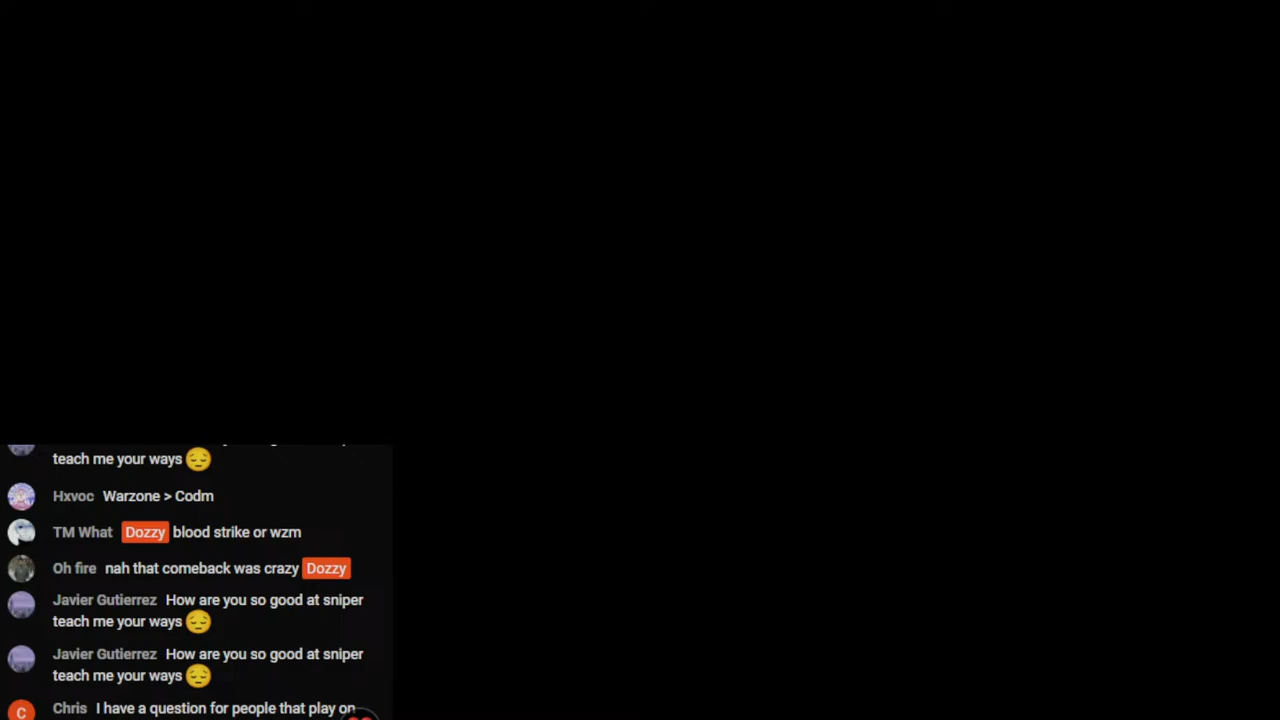 teach me your ways 😔
Hxvoc Warzone > Codm
TM What Dozzy blood strike or wzm
Oh fire nah that comeback was crazy Dozzy
Javier Gutierrez How are you so good at sniper
teach me your ways 😔
Javier Gutierrez How are you so good at sniper
teach me your ways 😔
C Chris I have a question for people that play on